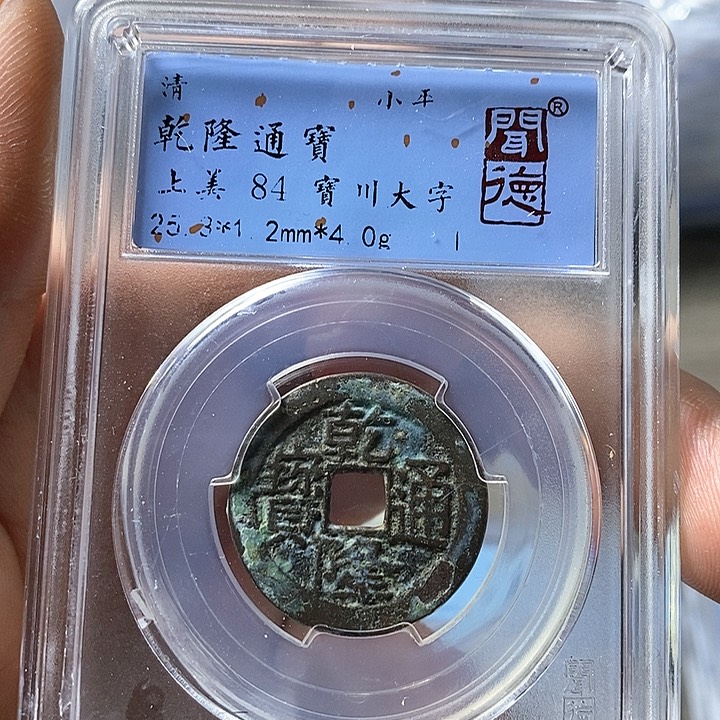 清 小平
乾隆通寶
上美 84 寶川大字
25.8*1.2mm*4.0g
聞德®
乾隆通寶